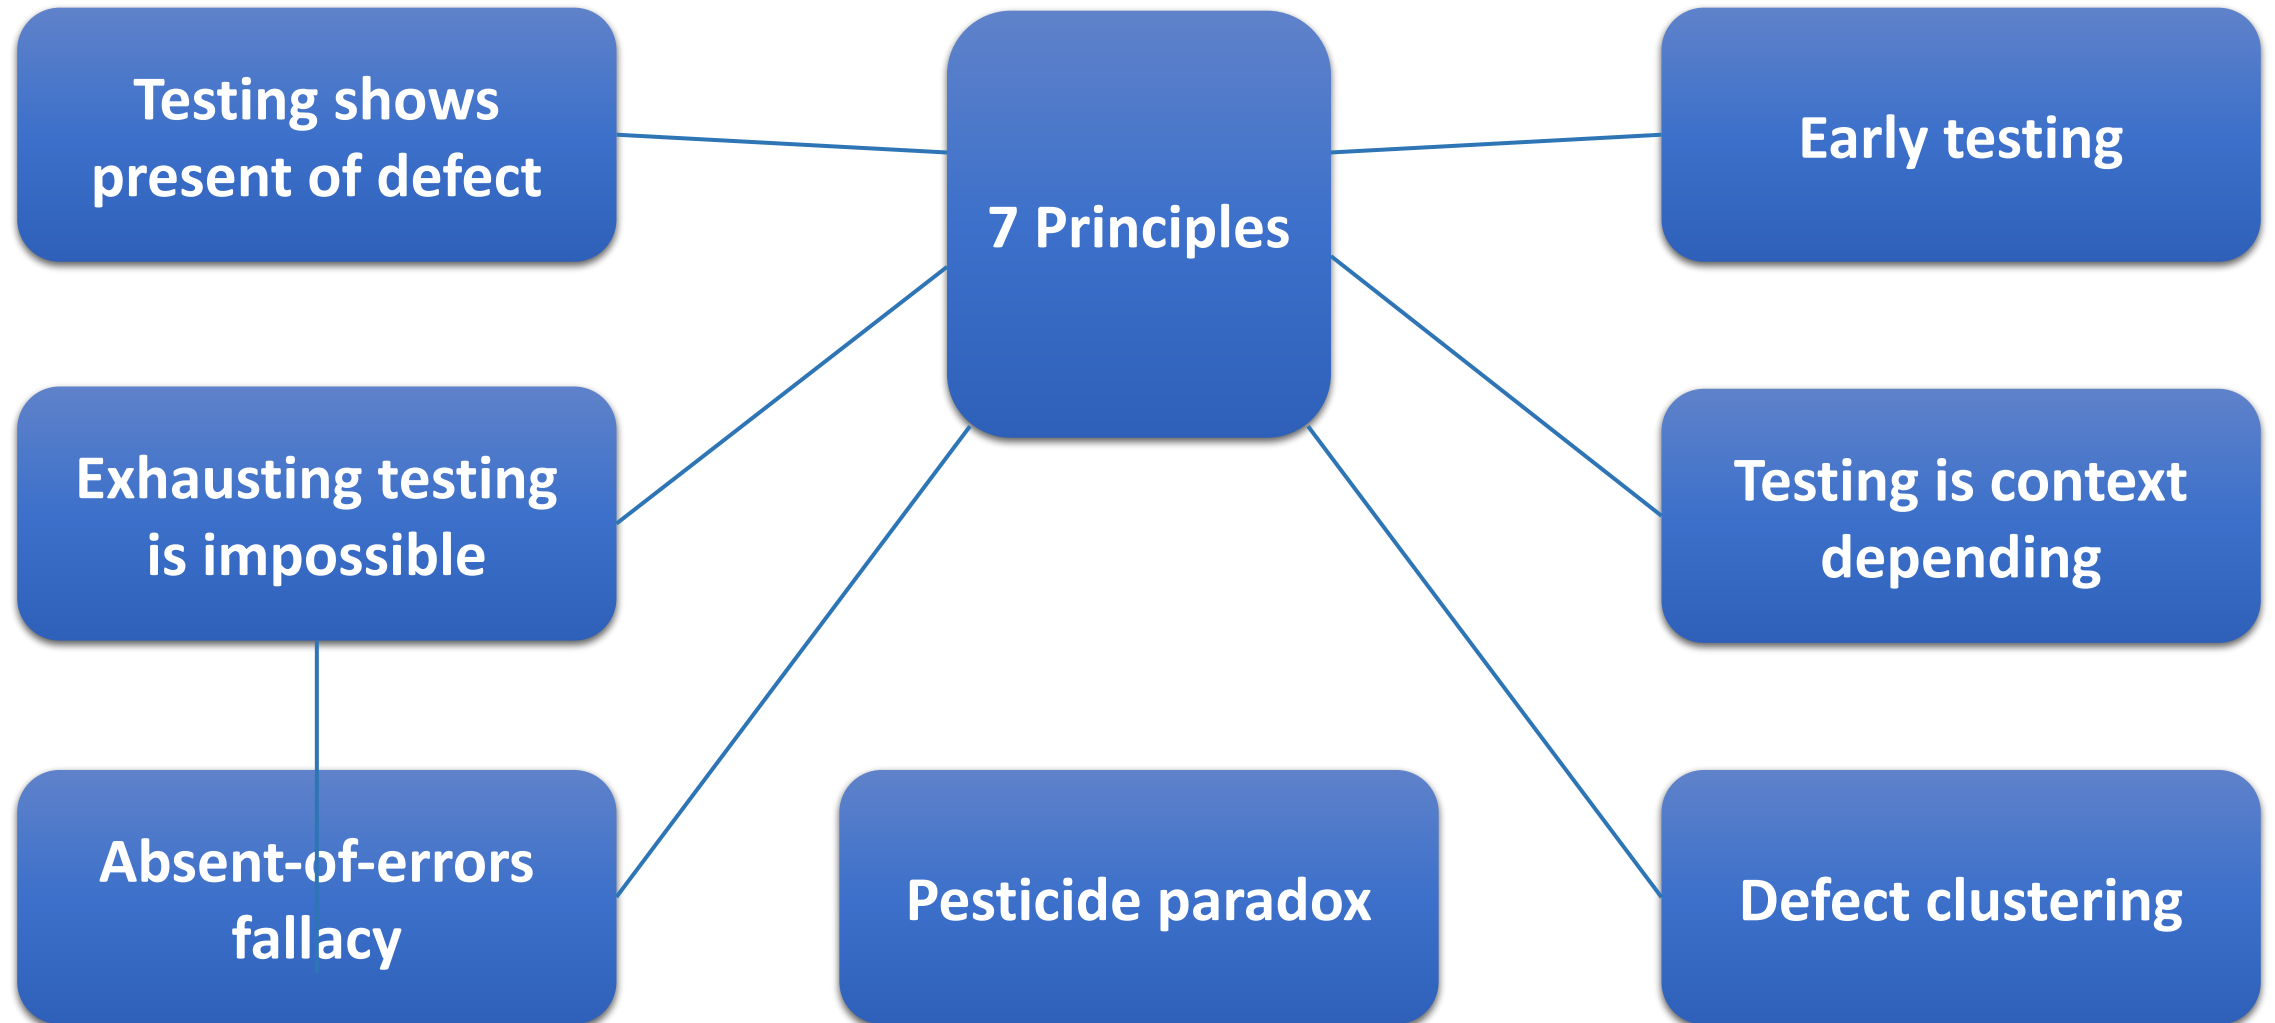 Testing shows
present of defect
7 Principles
Early testing
Exhausting testing
is impossible
Testing is context
depending
Absent-of-errors
fallacy
Pesticide paradox
Defect clustering